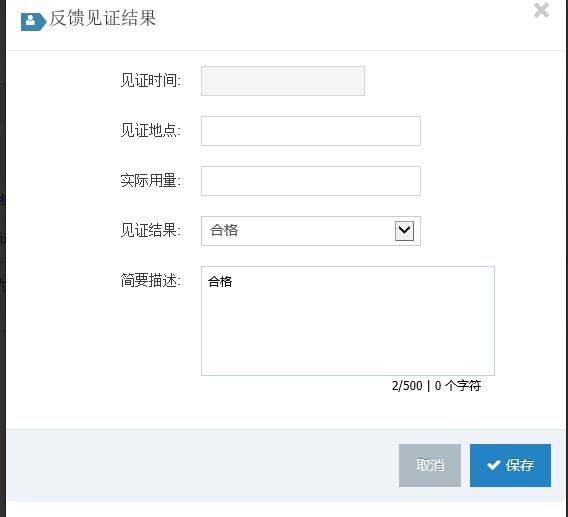 反馈见证结果
见证时间:
见证地点:
实际用量:
见证结果: 合格
简要描述: 合格
2/500 | 0 个字符
取消 保存